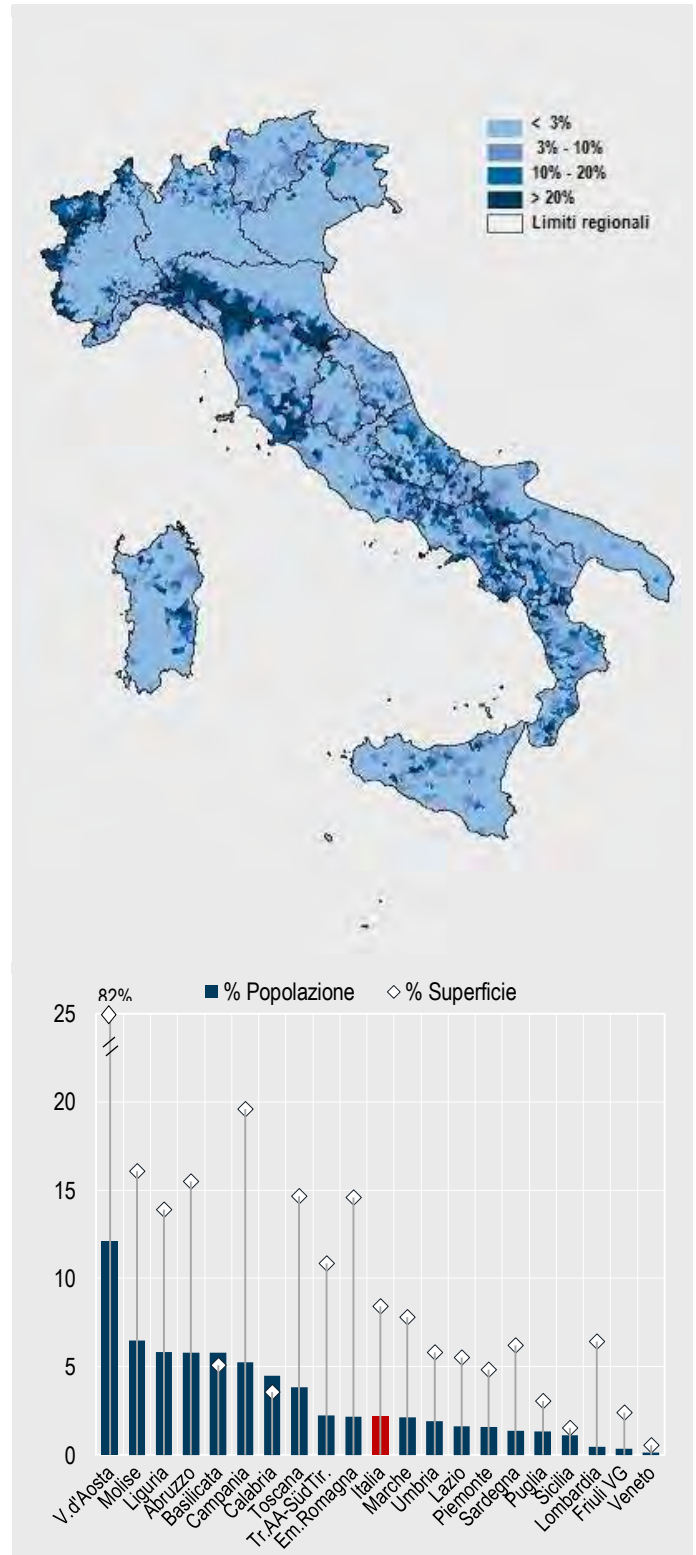 < 3%
3% - 10%
10% - 20%
> 20%
Limiti regionali
82%
% Popolazione
% Superficie
25
20
15
10
5
0
V.d'Aosta
Molise
Liguria
Abruzzo
Basilicata
Campania
Calabria
Toscana
Tr.AA-SüdTir.
Em.Romagna
Italia
Marche
Umbria
Lazio
Piemonte
Sardegna
Puglia
Sicilia
Lombardia
Friuli VG
Veneto